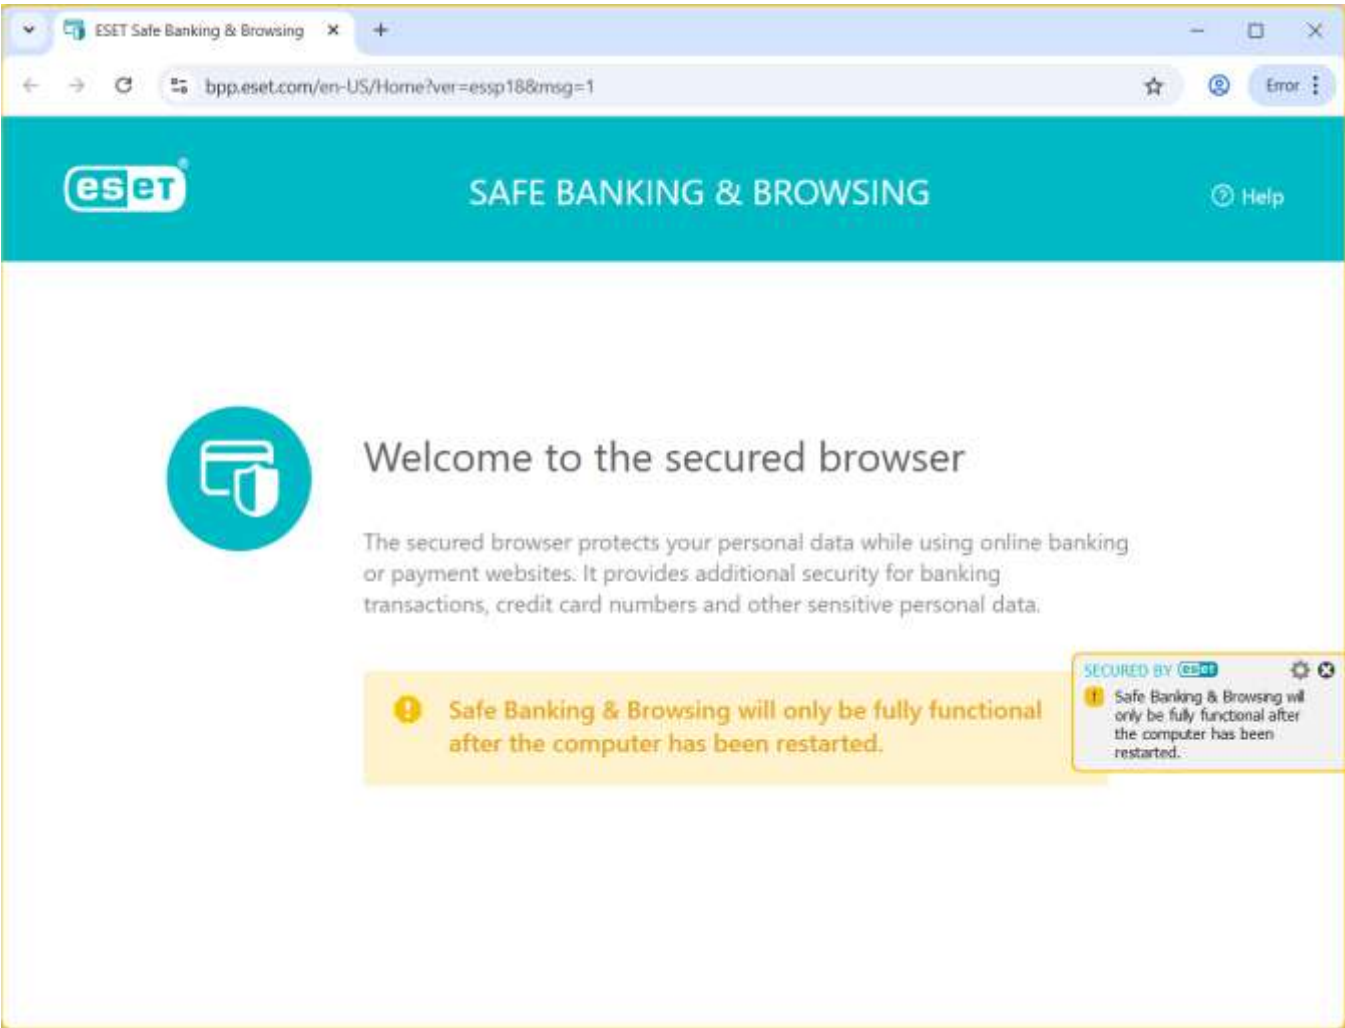 ESET Safe Banking & Browsing
bpp.eset.com/en-US/Home?ver=essp18&msg=1
Error
eset®
SAFE BANKING & BROWSING
? Help
Welcome to the secured browser
The secured browser protects your personal data while using online banking
or payment websites. It provides additional security for banking
transactions, credit card numbers and other sensitive personal data.
Safe Banking & Browsing will only be fully functional
after the computer has been restarted.
SECURED BY eset
Safe Banking & Browsing will
only be fully functional after
the computer has been
restarted.